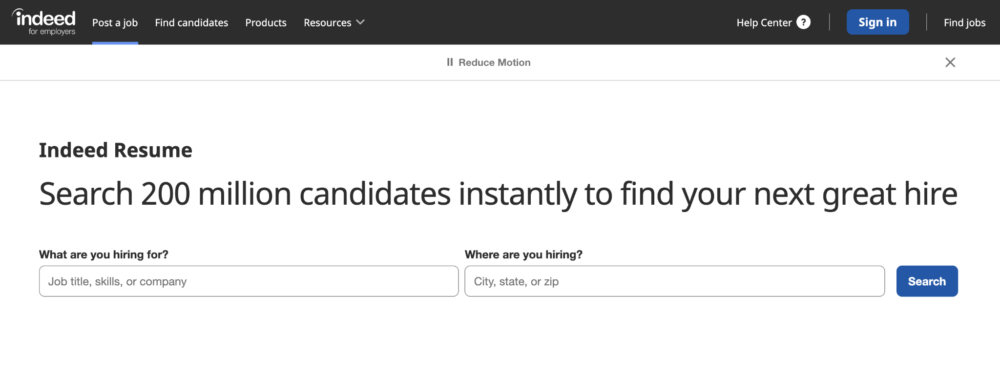 indeed
for employers
Post a job
Find candidates
Products
Resources
Help Center ?
Sign in
Find jobs
Reduce Motion
Indeed Resume
Search 200 million candidates instantly to find your next great hire
What are you hiring for?
Job title, skills, or company
Where are you hiring?
City, state, or zip
Search